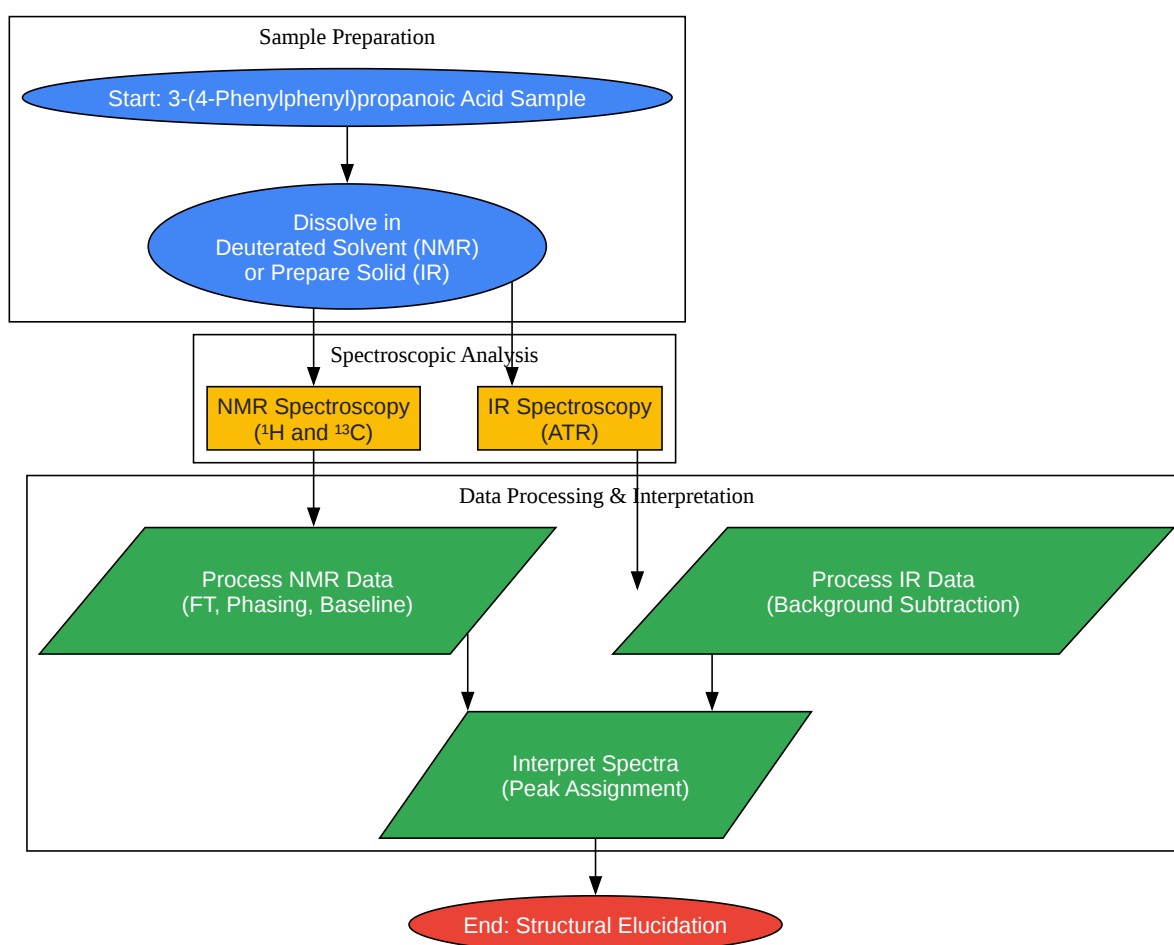 Sample Preparation
Start: 3-(4-Phenylphenyl)propanoic Acid Sample
Dissolve in
Deuterated Solvent (NMR)
or Prepare Solid (IR)
Spectroscopic Analysis
NMR Spectroscopy
(¹H and ¹³C)
IR Spectroscopy
(ATR)
Data Processing & Interpretation
Process NMR Data
(FT, Phasing, Baseline)
Process IR Data
(Background Subtraction)
Interpret Spectra
(Peak Assignment)
End: Structural Elucidation